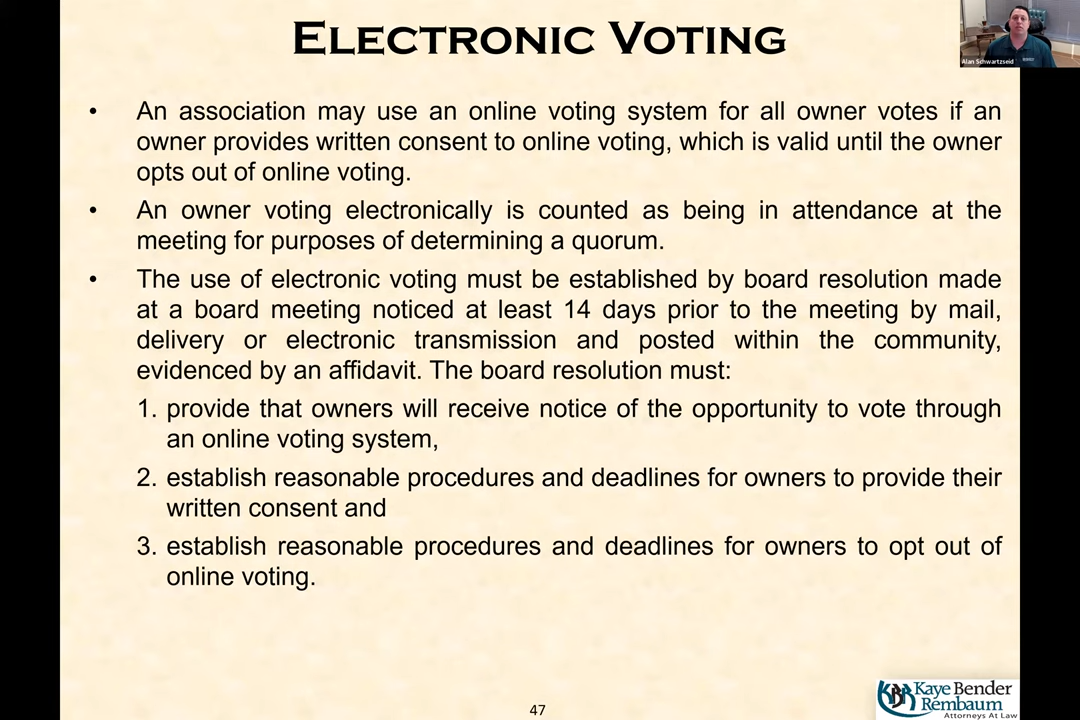 ELECTRONIC VOTING
Alan Schwartzseid
• An association may use an online voting system for all owner votes if an
owner provides written consent to online voting, which is valid until the owner
opts out of online voting.
• An owner voting electronically is counted as being in attendance at the
meeting for purposes of determining a quorum.
• The use of electronic voting must be established by board resolution made
at a board meeting noticed at least 14 days prior to the meeting by mail,
delivery or electronic transmission and posted within the community,
evidenced by an affidavit. The board resolution must:
1. provide that owners will receive notice of the opportunity to vote through
an online voting system,
2. establish reasonable procedures and deadlines for owners to provide their
written consent and
3. establish reasonable procedures and deadlines for owners to opt out of
online voting.
47
KBR Kaye Bender
Rembaum
Attorneys At Law